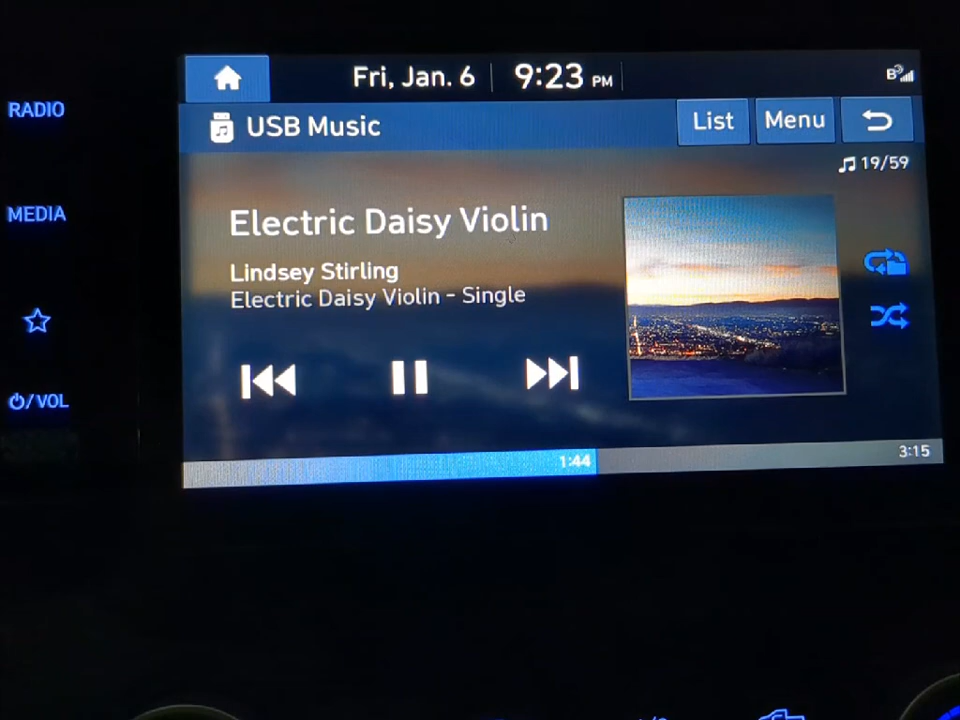 RADIO
MEDIA
/VOL
Fri, Jan. 6
9:23 PM
B
USB Music
List
Menu
19/59
Electric Daisy Violin
Lindsey Stirling
Electric Daisy Violin - Single
1:44
3:15